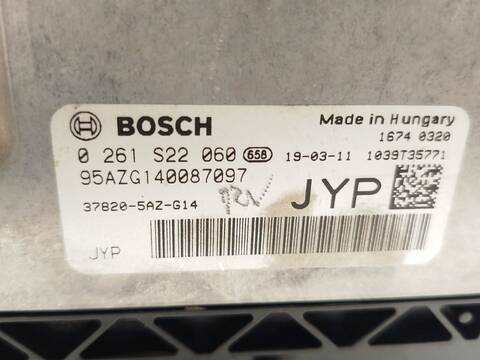 BOSCH
Made in Hungary
1674 0320
0 261 S22 060 658 19-03-11 1039T35771
95AZG140087097
37820-5AZ-G14
JYP
JYP